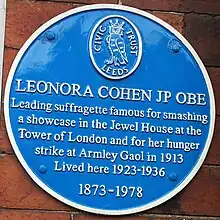 CIVIC TRUST
LEEDS
LEONORA COHEN JP OBE
Leading suffragette famous for smashing
a showcase in the Jewel House at the
Tower of London and for her hunger
strike at Armley Gaol in 1913
Lived here 1923-1936
1873-1978